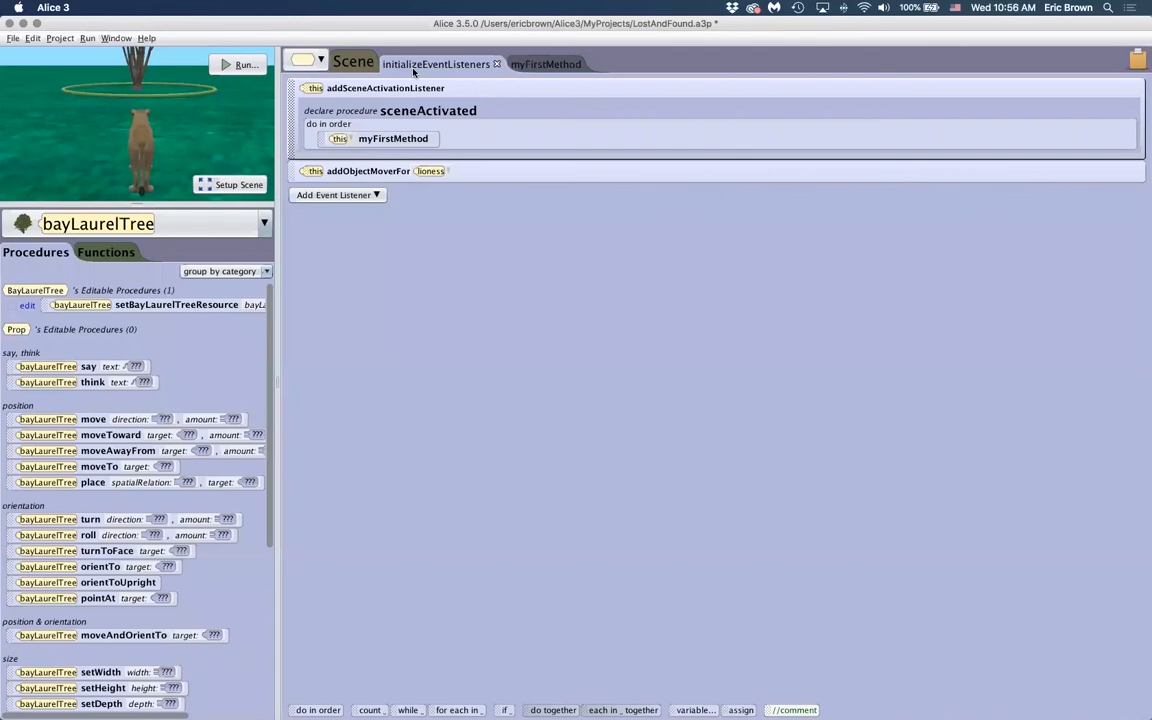 Alice 3
100%
Wed 10:56 AM
Eric Brown
Alice 3.5.0 /Users/ericbrown/Alice3/MyProjects/LostAndFound.a3p *
File Edit Project Run Window Help
Run...
Setup Scene
Scene
initializeEventListeners
myFirstMethod
this addSceneActivationListener
declare procedure sceneActivated
do in order
this myFirstMethod
this addObjectMoverFor lioness
Add Event Listener
bayLaurelTree
Procedures Functions
group by category
BayLaurelTree 's Editable Procedures (1)
edit bayLaurelTree setBayLaurelTreeResource bayLa
Prop 's Editable Procedures (0)
say, think
bayLaurelTree say text: ???
bayLaurelTree think text: ???
position
bayLaurelTree move direction: ??? , amount: ???
bayLaurelTree moveToward target: ??? , amount: ???
bayLaurelTree moveAwayFrom target: ??? , amount:
bayLaurelTree moveTo target: ???
bayLaurelTree place spatialRelation: ??? , target: ???
orientation
bayLaurelTree turn direction: ??? , amount: ???
bayLaurelTree roll direction: ??? , amount: ???
bayLaurelTree turnToFace target: ???
bayLaurelTree orientTo target: ???
bayLaurelTree orientToUpright
bayLaurelTree pointAt target: ???
position & orientation
bayLaurelTree moveAndOrientTo target: ???
size
bayLaurelTree setWidth width: ???
bayLaurelTree setHeight height: ???
bayLaurelTree setDepth depth: ???
do in order
count _
while _
for each in _
if _
do together
each in _ together
variable...
assign
//comment